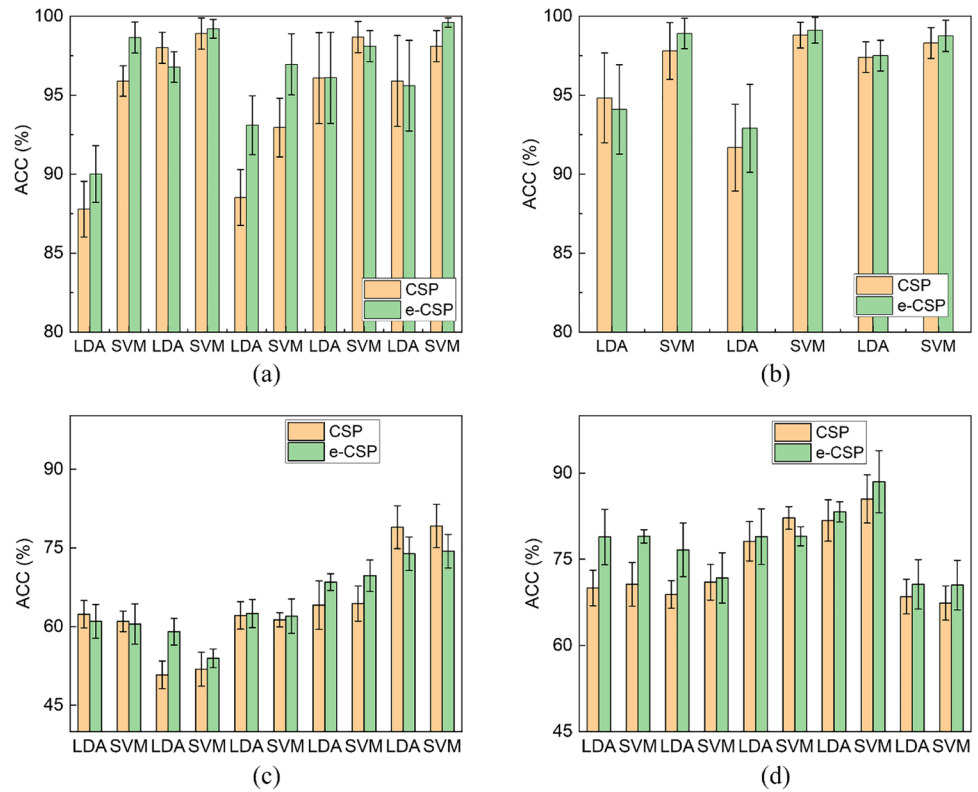 100
95
90
85
80
ACC (%)
CSP
e-CSP
LDA SVM LDA SVM LDA SVM LDA SVM LDA SVM
(a)
100
95
90
85
80
ACC (%)
CSP
e-CSP
LDA SVM LDA SVM LDA SVM
(b)
90
75
60
45
ACC (%)
CSP
e-CSP
LDA SVM LDA SVM LDA SVM LDA SVM LDA SVM
(c)
90
75
60
45
ACC (%)
CSP
e-CSP
LDA SVM LDA SVM LDA SVM LDA SVM LDA SVM
(d)